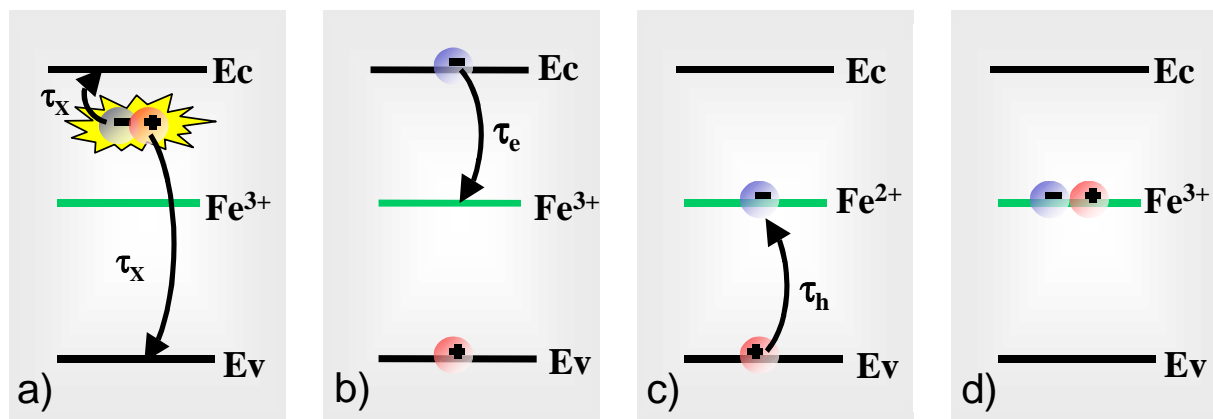 Ec
τX
Fe3+
τX
Ev
a)
Ec
τe
Fe3+
Ev
b)
Ec
Fe2+
τh
Ev
c)
Ec
Fe3+
Ev
d)